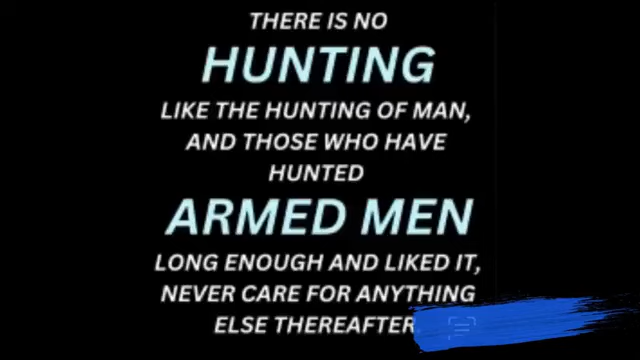 THERE IS NO
HUNTING
LIKE THE HUNTING OF MAN,
AND THOSE WHO HAVE
HUNTED
ARMED MEN
LONG ENOUGH AND LIKED IT,
NEVER CARE FOR ANYTHING
ELSE THEREAFTER.